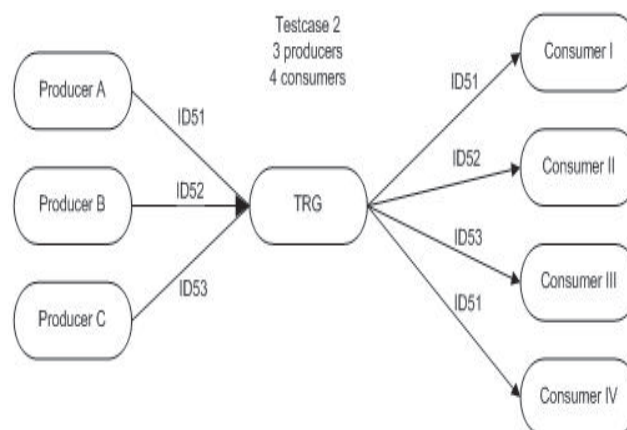 Testcase 2
3 producers
4 consumers
Producer A
Producer B
Producer C
ID51
ID52
ID53
TRG
ID51
ID52
ID53
ID51
Consumer I
Consumer II
Consumer III
Consumer IV